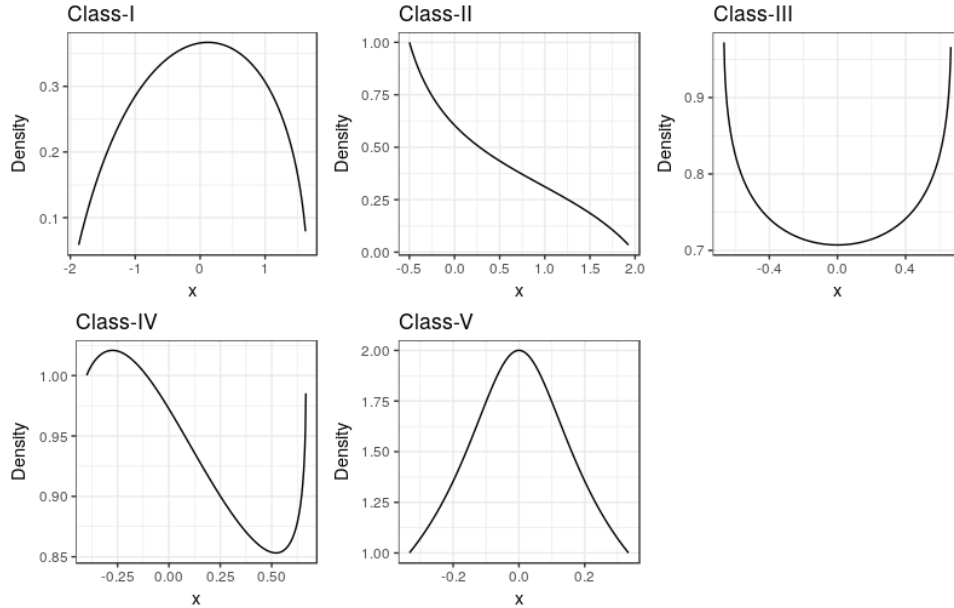 Class-I
Class-II
Class-III
Density
0.3
0.2
0.1
-2
-1
0
1
x
Density
1.00
0.75
0.50
0.25
0.00
-0.5
0.0
0.5
1.0
1.5
2.0
x
Density
0.9
0.8
0.7
-0.4
0.0
0.4
x
Class-IV
Class-V
Density
1.00
0.95
0.90
0.85
-0.25
0.00
0.25
0.50
x
Density
2.00
1.75
1.50
1.25
1.00
-0.2
0.0
0.2
x